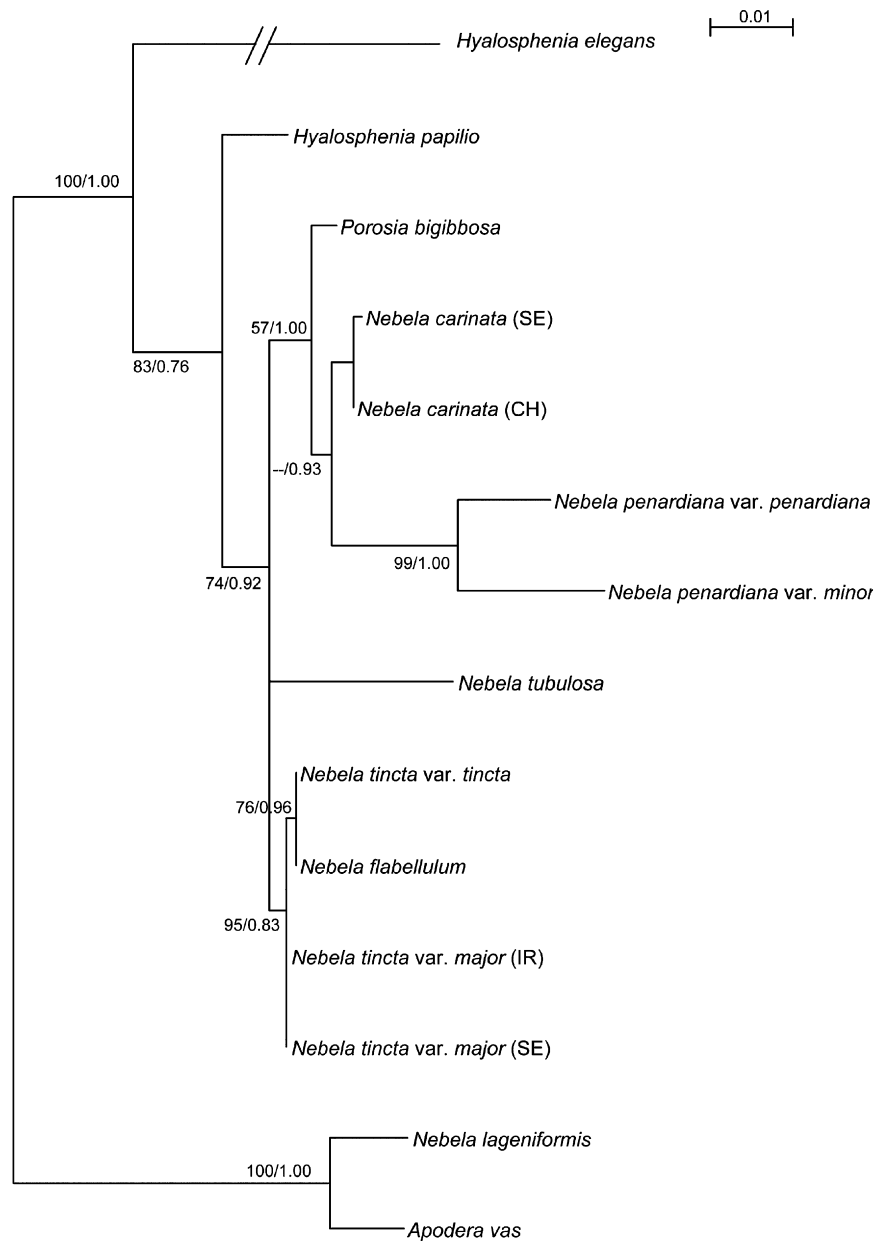 0.01
Hyalosphenia elegans
Hyalosphenia papilio
100/1.00
Porosia bigibbosa
Nebela carinata (SE)
57/1.00
83/0.76
Nebela carinata (CH)
--/0.93
Nebela penardiana var. penardiana
99/1.00
74/0.92
Nebela penardiana var. minor
Nebela tubulosa
Nebela tincta var. tincta
76/0.96
Nebela flabellulum
95/0.83
Nebela tincta var. major (IR)
Nebela tincta var. major (SE)
Nebela lageniformis
100/1.00
Apodera vas